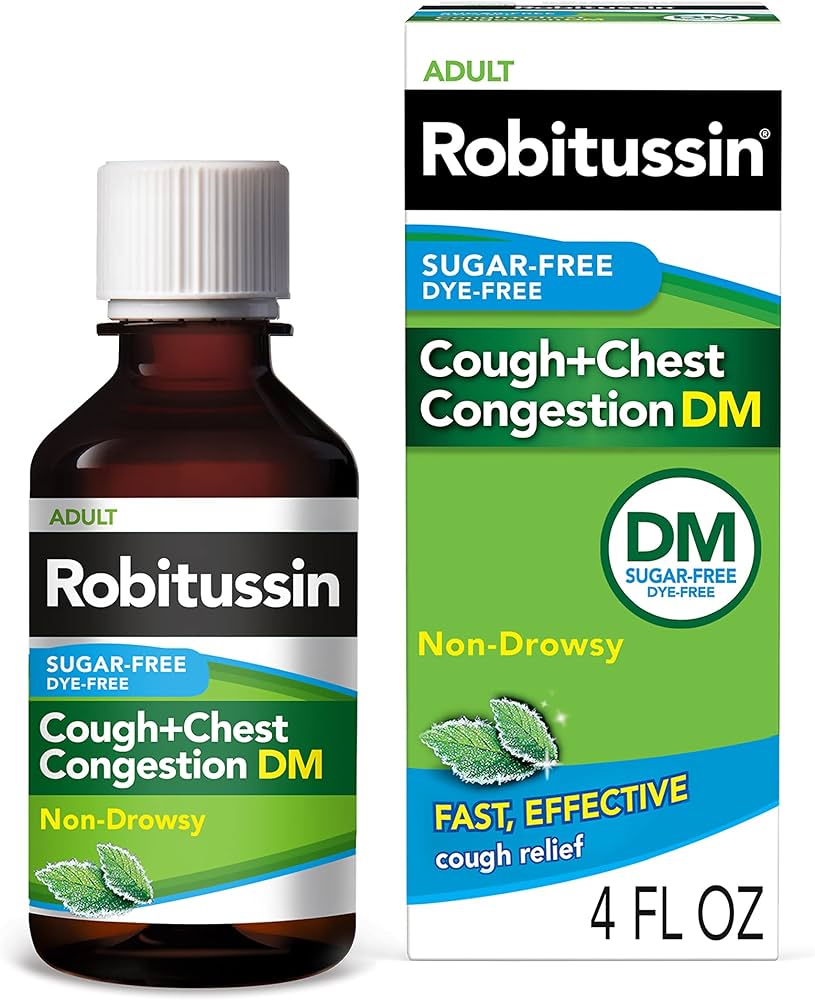 ADULT
Robitussin
SUGAR-FREE
DYE-FREE
Cough+Chest
Congestion DM
Non-Drowsy
Robitussin
ADULT
Robitussin®
SUGAR-FREE
DYE-FREE
Cough+Chest
Congestion DM
DM
SUGAR-FREE
DYE-FREE
Non-Drowsy
FAST, EFFECTIVE
cough relief
4 FL OZ